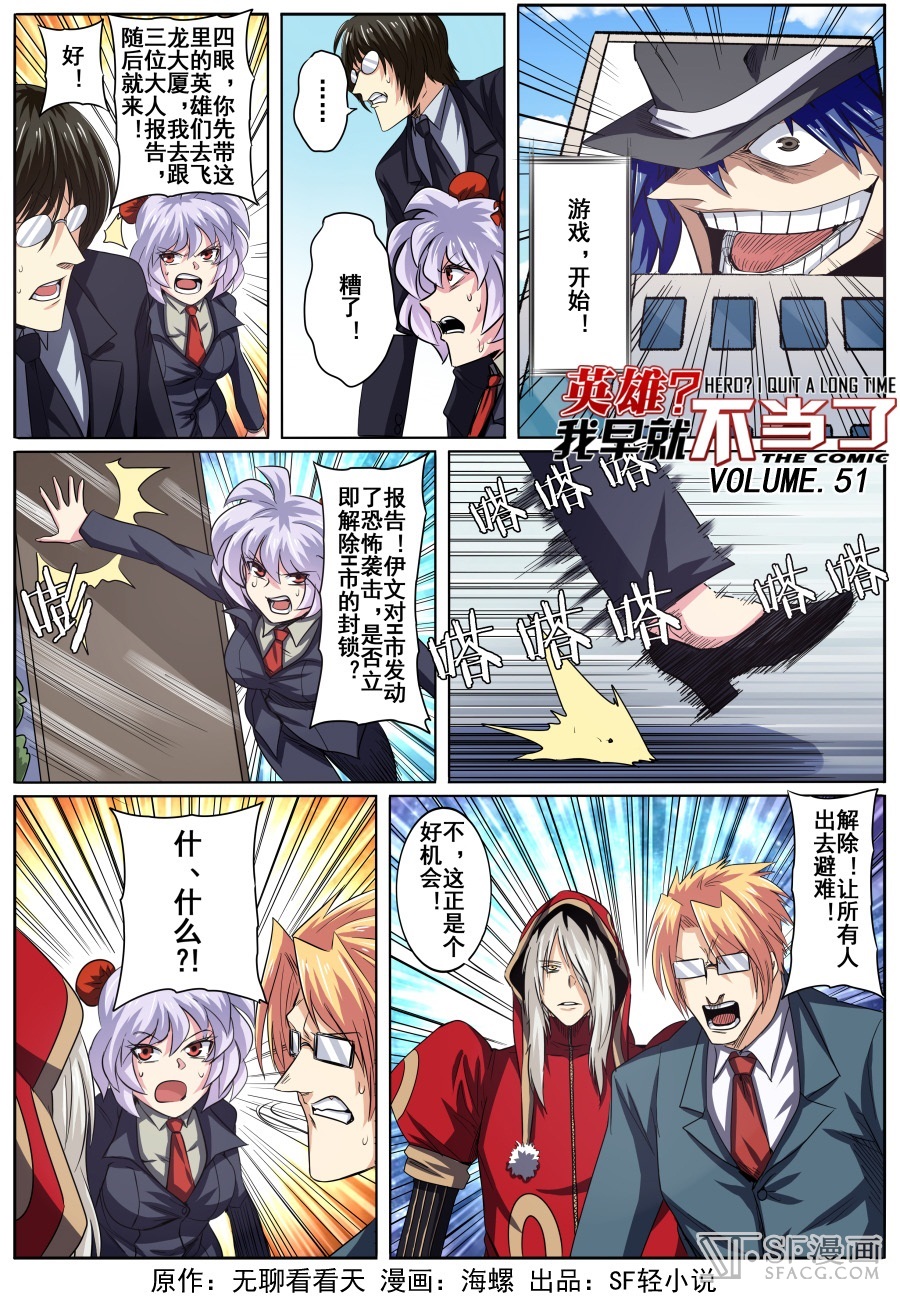 游戏，开始！
英雄？
HERO? I QUIT A LONG TIME
我早就
不当了
THE COMIC
VOLUME. 51
……
糟了！
四眼，你先带这
里的英雄们去飞
龙大厦，我去跟
三位大人报告，
随后就来！
好！
嗒嗒嗒
嗒嗒嗒
嗒嗒
报告！伊文对王市发动
了恐怖袭击，是否立
即解除王市的封锁？
嘭
解除！让所有人
出去避难！
不，这正是个
好机会！
什、什么？！
SF漫画
SFACG.COM
原作：无聊看看天 漫画：海螺 出品：SF轻小说